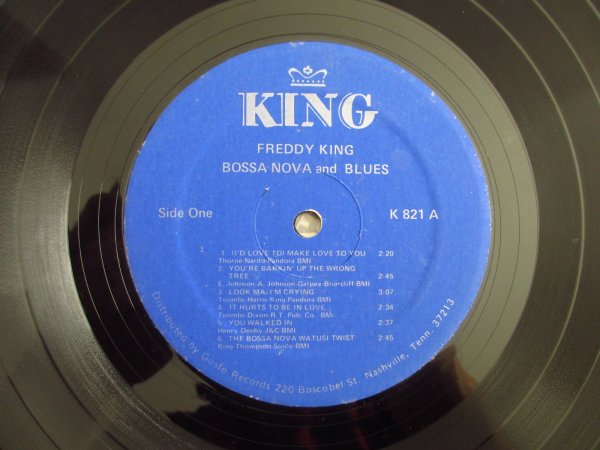 KING
FREDDY KING
BOSSA NOVA and BLUES
Side One
K 821 A
1. (I'D LOVE TO) MAKE LOVE TO YOU 2:20
Thorne Nardo-Pandora BMI
2. YOU'RE BARKIN' UP THE WRONG
TREE 2:45
E. Johnson A. Johnson Garpax-Briarcliff BMI
3. LOOK MA, I'M CRYING 3:07
Toombs-Harris-King-Pandora BMI
4. IT HURTS TO BE IN LOVE 2:34
Toombs Dixon-R.T. Pub. Co. BMI
5. YOU WALKED IN 2:37
Henry Denby J&C BMI
6. THE BOSSA NOVA WATUSI TWIST 2:45
King Thompson-Sonlo BMI
Distributed by Gusto Records 220 Boscobel St. Nashville, Tenn. 37213